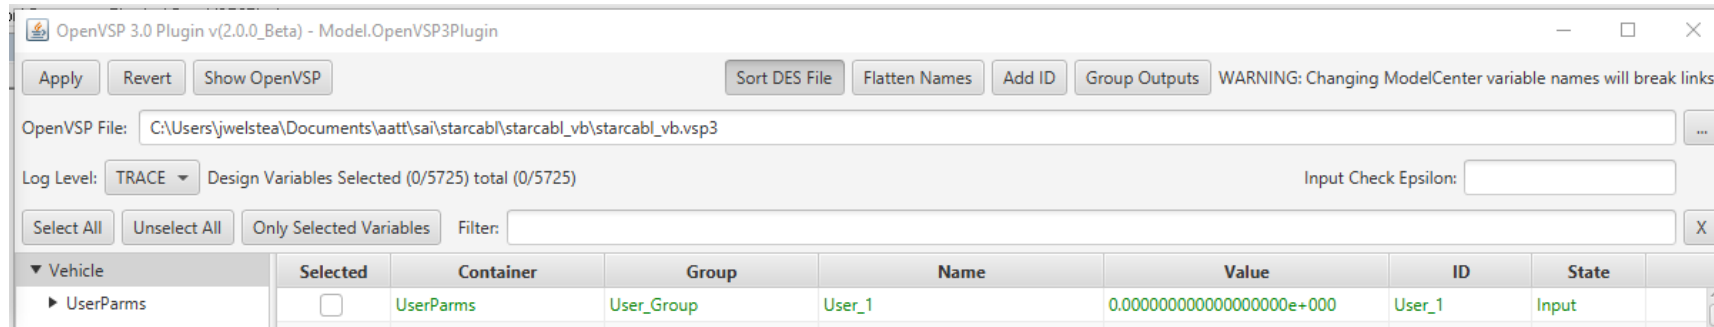 OpenVSP 3.0 Plugin v(2.0.0_Beta) - Model.OpenVSP3Plugin
Apply Revert Show OpenVSP Sort DES File Flatten Names Add ID Group Outputs WARNING: Changing ModelCenter variable names will break links
OpenVSP File: C:\Users\jwelstea\Documents\aatt\sai\starcabl\starcabl_vb\starcabl_vb.vsp3 ...
Log Level: TRACE Design Variables Selected (0/5725) total (0/5725) Input Check Epsilon:
Select All Unselect All Only Selected Variables Filter: X
Vehicle Selected Container Group Name Value ID State
UserParms UserParms User_Group User_1 0.000000000000000000e+000 User_1 Input